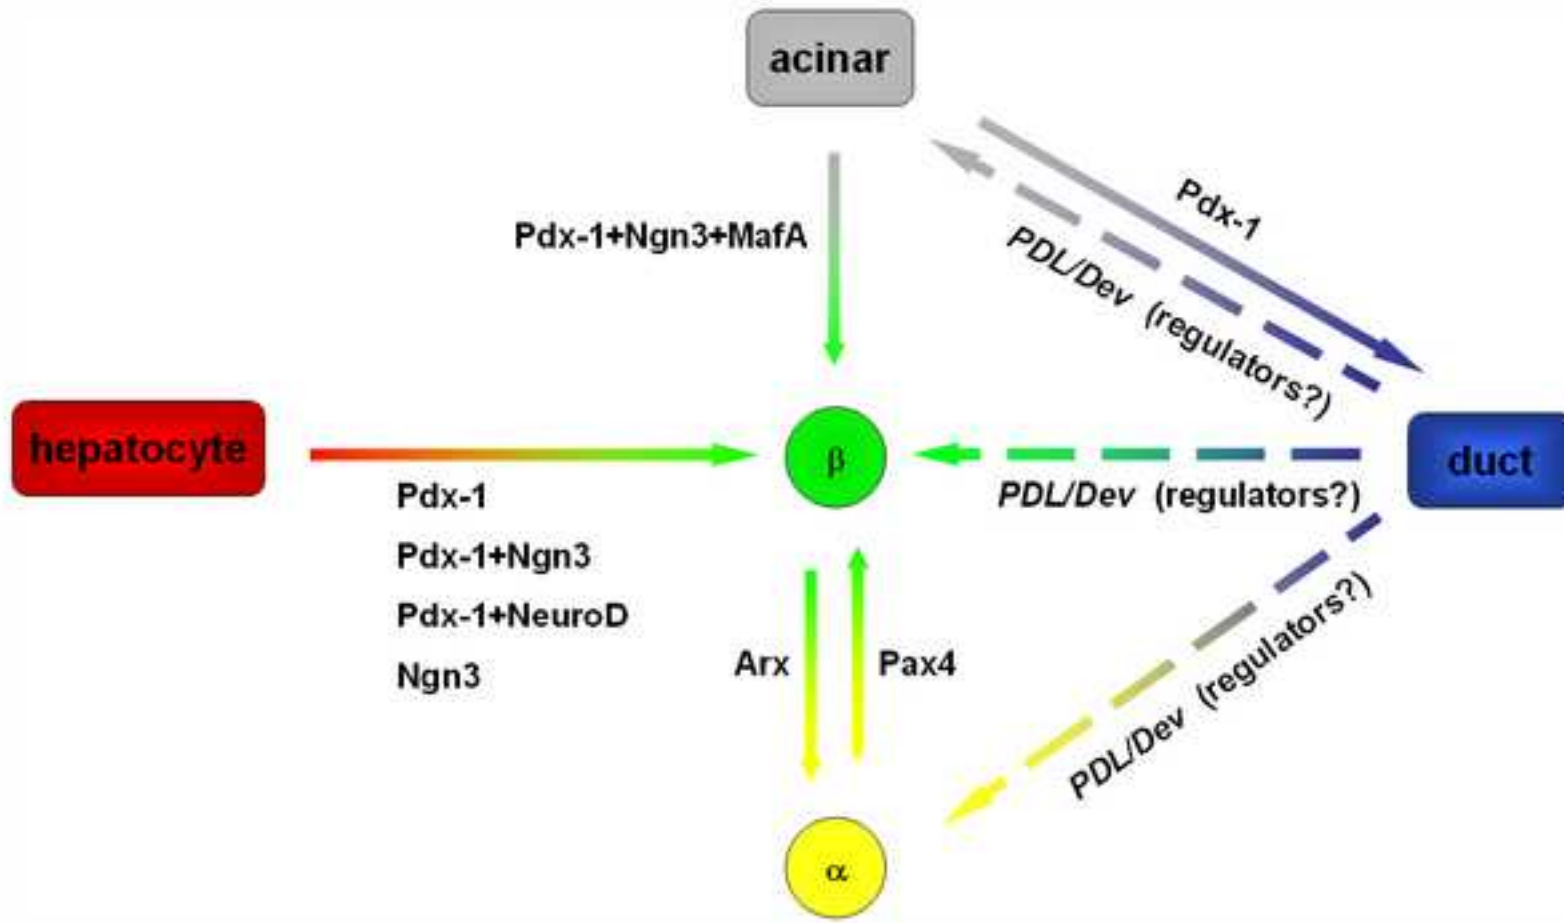 acinar
Pdx-1
Pdx-1+Ngn3+MafA
PDL/Dev (regulators?)
hepatocyte
β
duct
PDL/Dev (regulators?)
Pdx-1
Pdx-1+Ngn3
Pdx-1+NeuroD
Ngn3
Arx
Pax4
PDL/Dev (regulators?)
α